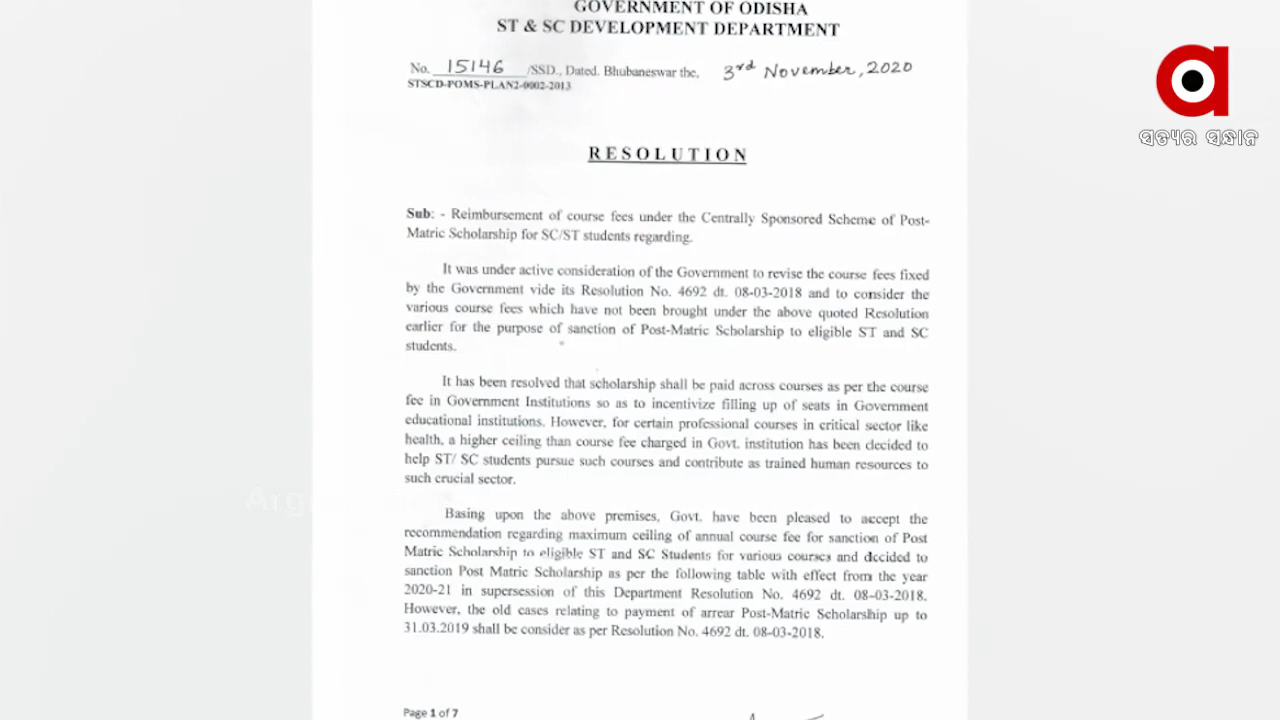 GOVERNMENT OF ODISHA
ST & SC DEVELOPMENT DEPARTMENT
No. 15146 /SSD., Dated. Bhubaneswar the, 3rd November, 2020
STSCD-POMS-PLAN2-0002-2013
ସତ୍ୟର ସନ୍ଧାନ
RESOLUTION
Sub: - Reimbursement of course fees under the Centrally Sponsored Scheme of Post-
Matric Scholarship for SC/ST students regarding.
It was under active consideration of the Government to revise the course fees fixed
by the Government vide its Resolution No. 4692 dt. 08-03-2018 and to consider the
various course fees which have not been brought under the above quoted Resolution
earlier for the purpose of sanction of Post-Matric Scholarship to eligible ST and SC
students.
It has been resolved that scholarship shall be paid across courses as per the course
fee in Government Institutions so as to incentivize filling up of seats in Government
educational institutions. However, for certain professional courses in critical sector like
health, a higher ceiling than course fee charged in Govt. institution has been decided to
help ST/ SC students pursue such courses and contribute as trained human resources to
such crucial sector.
Basing upon the above premises, Govt. have been pleased to accept the
recommendation regarding maximum ceiling of annual course fee for sanction of Post
Matric Scholarship to eligible ST and SC Students for various courses and decided to
sanction Post Matric Scholarship as per the following table with effect from the year
2020-21 in supersession of this Department Resolution No. 4692 dt. 08-03-2018.
However, the old cases relating to payment of arrear Post-Matric Scholarship up to
31.03.2019 shall be consider as per Resolution No. 4692 dt. 08-03-2018.
Page 1 of 7